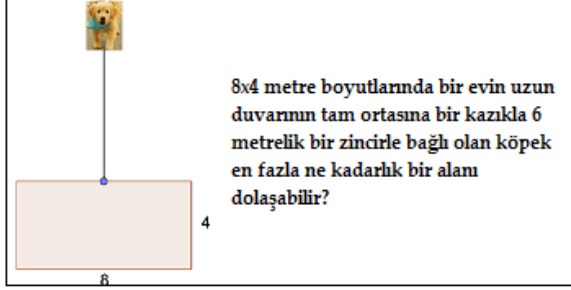 8x4 metre boyutlarında bir evin uzun
duvarının tam ortasına bir kazıkla 6
metrelik bir zincirle bağlı olan köpek
en fazla ne kadarlık bir alanı
dolaşabilir?
4
8